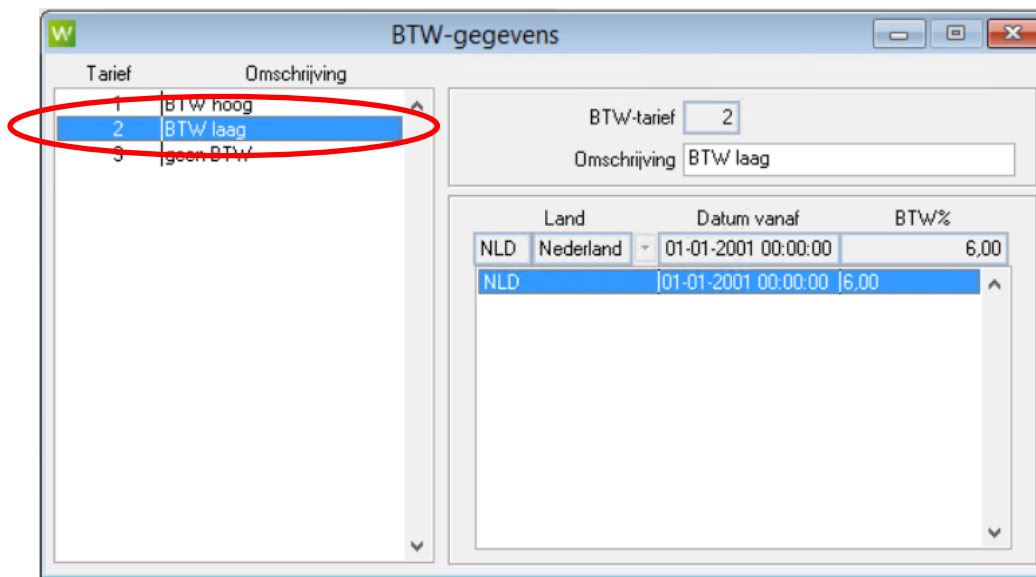 W BTW-gegevens
Tarief Omschrijving
1 BTW hoog
2 BTW laag
3 geen BTW
BTW-tarief 2
Omschrijving BTW laag
Land Datum vanaf BTW%
NLD Nederland 01-01-2001 00:00:00 6,00
NLD 01-01-2001 00:00:00 6,00